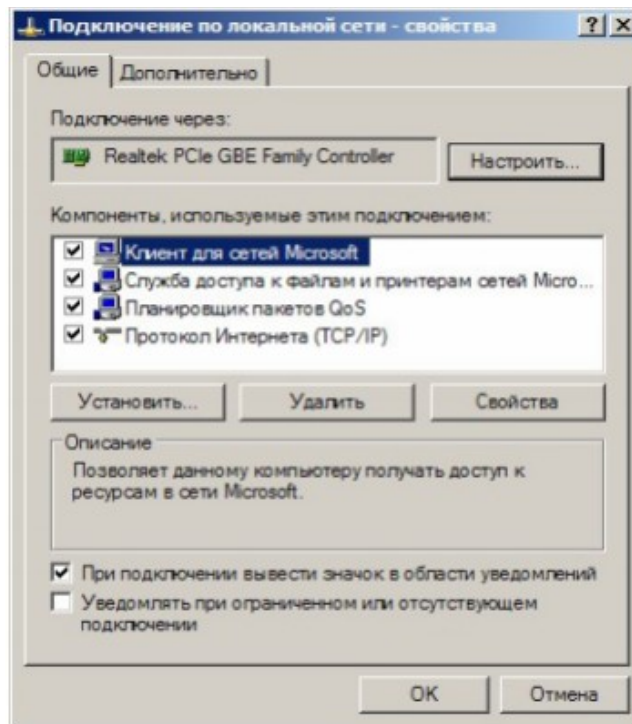 Подключение по локальной сети - свойства
Общие
Дополнительно
Подключение через:
Realtek PCIe GBE Family Controller
Настроить...
Компоненты, используемые этим подключением:
Клиент для сетей Microsoft
Служба доступа к файлам и принтерам сетей Micro...
Планировщик пакетов QoS
Протокол Интернета (TCP/IP)
Установить...
Удалить
Свойства
Описание
Позволяет данному компьютеру получать доступ к
ресурсам в сети Microsoft.
При подключении вывести значок в области уведомлений
Уведомлять при ограниченном или отсутствующем
подключении
OK
Отмена